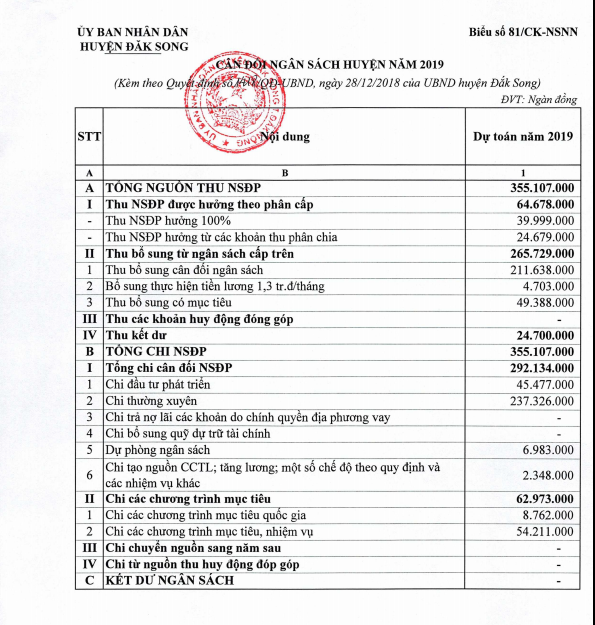 ỦY BAN NHÂN DÂN
HUYỆN ĐĂK SONG
Biểu số 81/CK-NSNN
CÂN ĐỐI NGÂN SÁCH HUYỆN NĂM 2019
(Kèm theo Quyết định số /QĐ-UBND, ngày 28/12/2018 của UBND huyện Đắk Song)
ĐVT: Ngàn đồng
STT Nội dung Dự toán năm 2019
A B 1
A TỔNG NGUỒN THU NSĐP 355.107.000
I Thu NSĐP được hưởng theo phân cấp 64.678.000
- Thu NSĐP hưởng 100% 39.999.000
- Thu NSĐP hưởng từ các khoản thu phân chia 24.679.000
II Thu bổ sung từ ngân sách cấp trên 265.729.000
1 Thu bổ sung cân đối ngân sách 211.638.000
2 Bổ sung thực hiện tiền lương 1,3 tr.đ/tháng 4.703.000
3 Thu bổ sung có mục tiêu 49.388.000
III Thu các khoản huy động đóng góp -
IV Thu kết dư 24.700.000
B TỔNG CHI NSĐP 355.107.000
I Tổng chi cân đối NSĐP 292.134.000
1 Chi đầu tư phát triển 45.477.000
2 Chi thường xuyên 237.326.000
3 Chi trả nợ lãi các khoản do chính quyền địa phương vay -
4 Chi bổ sung quỹ dự trữ tài chính -
5 Dự phòng ngân sách 6.983.000
6 Chi tạo nguồn CCTL; tăng lương; một số chế độ theo quy định và
các nhiệm vụ khác 2.348.000
II Chi các chương trình mục tiêu 62.973.000
1 Chi các chương trình mục tiêu quốc gia 8.762.000
2 Chi các chương trình mục tiêu, nhiệm vụ 54.211.000
III Chi chuyển nguồn sang năm sau -
IV Chi từ nguồn thu huy động đóp góp -
C KẾT DƯ NGÂN SÁCH -